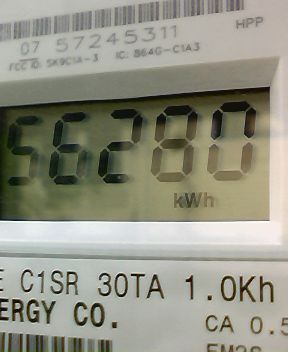 HPP
07 57245311
FCC ID: SK9C1A-3 IC: 864G-C1A3
56280
kWh
E C1SR 30TA 1.0Kh
ERGY CO.
CA 0.5